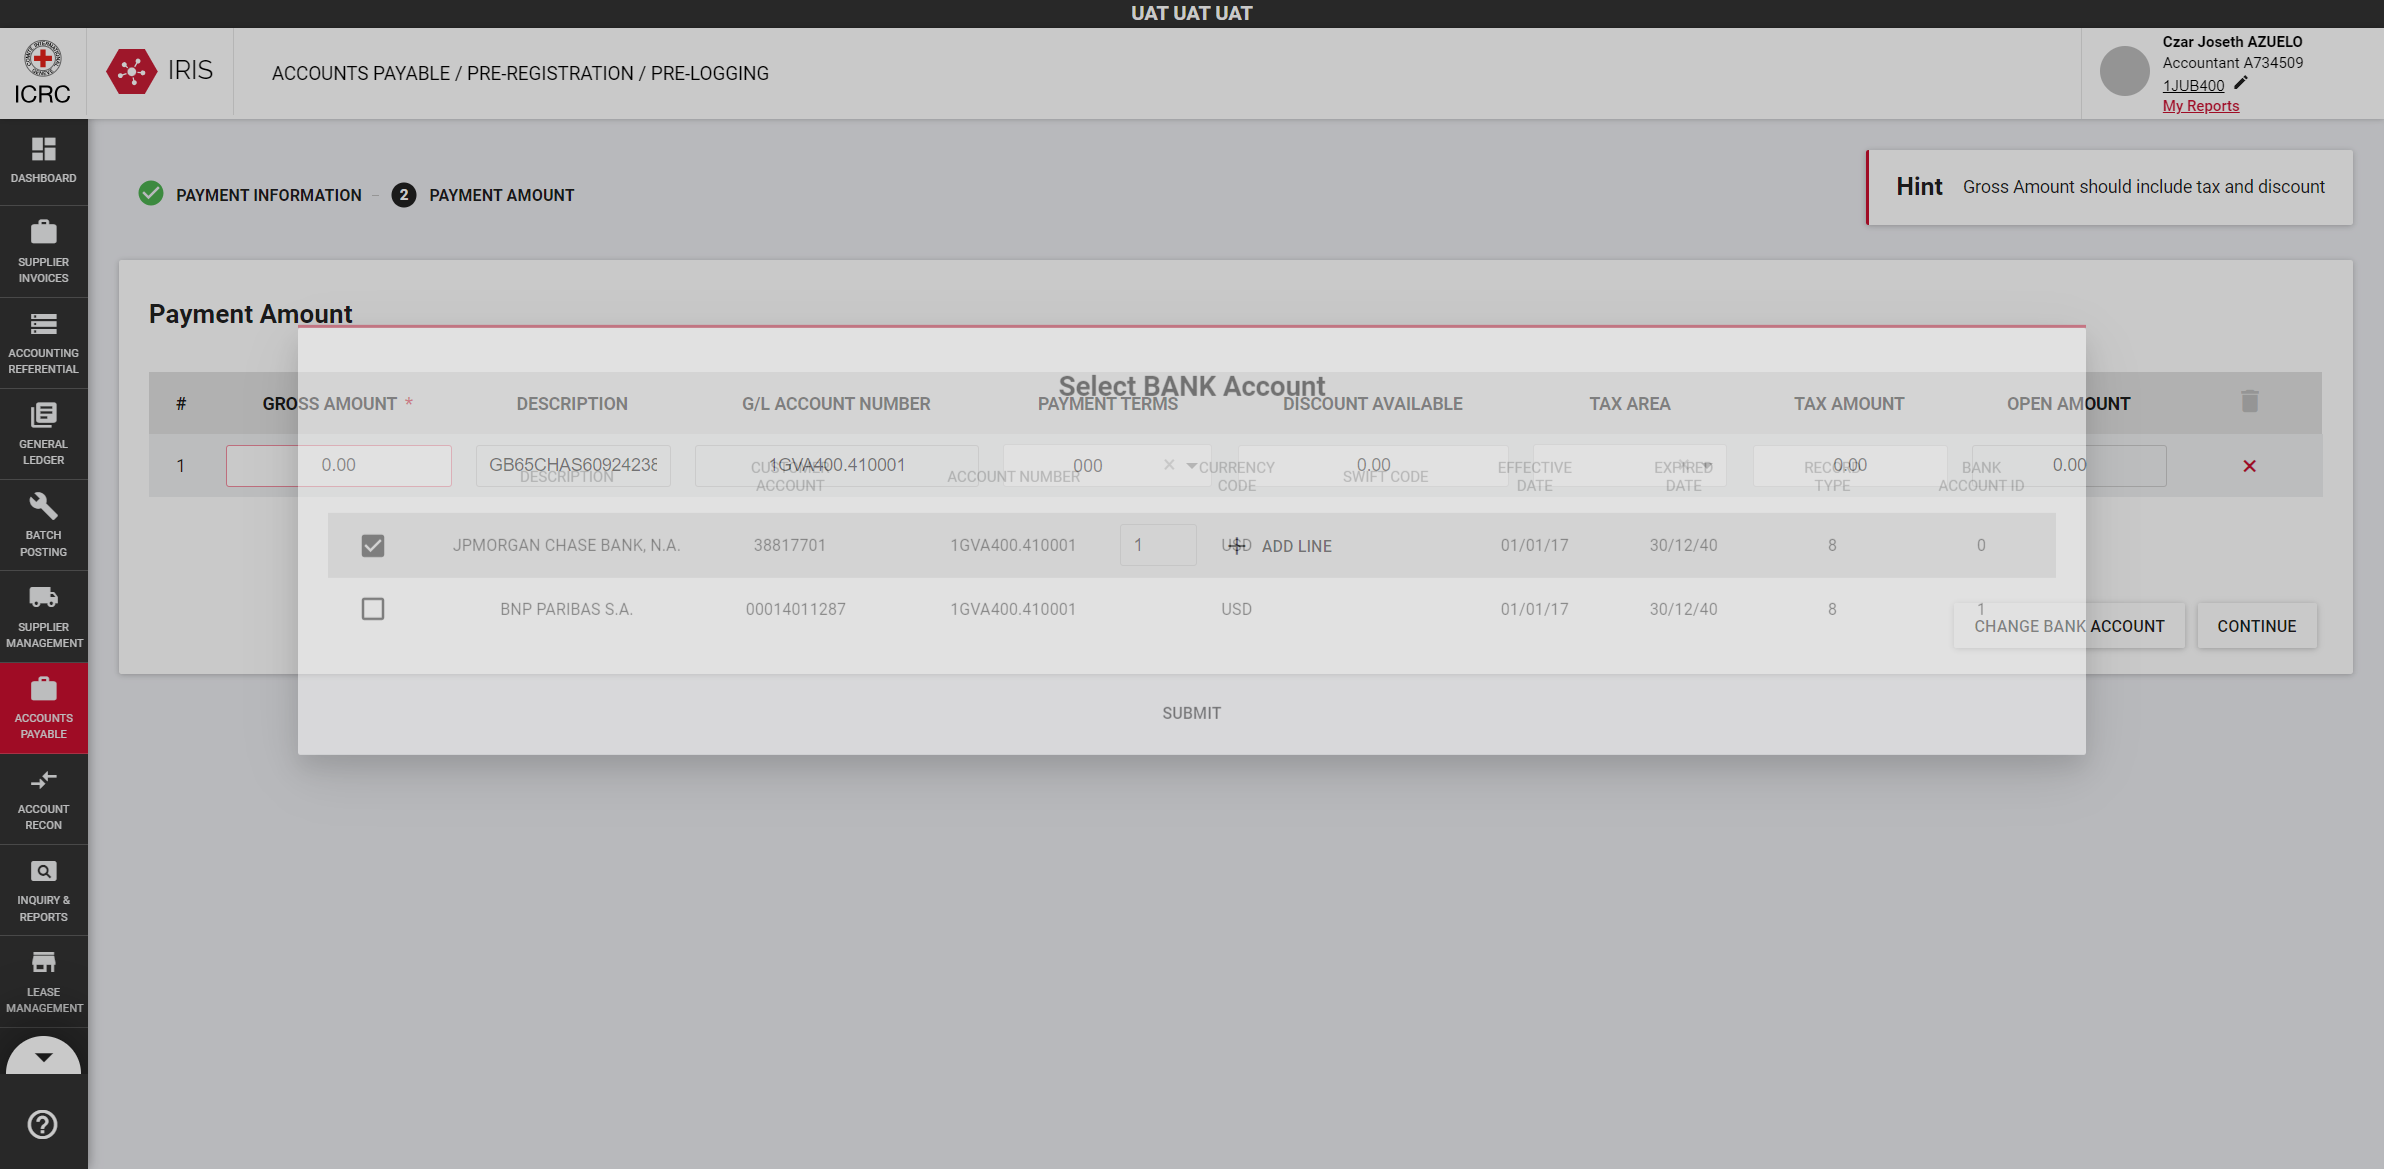 UAT UAT UAT
ICRC
IRIS
ACCOUNTS PAYABLE / PRE-REGISTRATION / PRE-LOGGING
Czar Joseth AZUELO
Accountant A734509
1JUB400
My Reports
DASHBOARD
SUPPLIER
INVOICES
ACCOUNTING
REFERENTIAL
GENERAL
LEDGER
BATCH
POSTING
SUPPLIER
MANAGEMENT
ACCOUNTS
PAYABLE
ACCOUNT
RECON
INQUIRY &
REPORTS
LEASE
MANAGEMENT
PAYMENT INFORMATION
2 PAYMENT AMOUNT
Hint Gross Amount should include tax and discount
Payment Amount
# GROSS AMOUNT * DESCRIPTION G/L ACCOUNT NUMBER PAYMENT TERMS DISCOUNT AVAILABLE TAX AREA TAX AMOUNT OPEN AMOUNT
1 0.00 GB65CHAS60924238 1GVA400.410001 000 0.00 0.00 0.00
1 ADD LINE
CHANGE BANK ACCOUNT CONTINUE
Select BANK Account
DESCRIPTION CUSTOMER ACCOUNT ACCOUNT NUMBER CURRENCY CODE SWIFT CODE EFFECTIVE DATE EXPIRED DATE RECORD TYPE BANK ACCOUNT ID
JPMORGAN CHASE BANK, N.A. 38817701 1GVA400.410001 USD 01/01/17 30/12/40 8 0
BNP PARIBAS S.A. 00014011287 1GVA400.410001 USD 01/01/17 30/12/40 8 1
SUBMIT